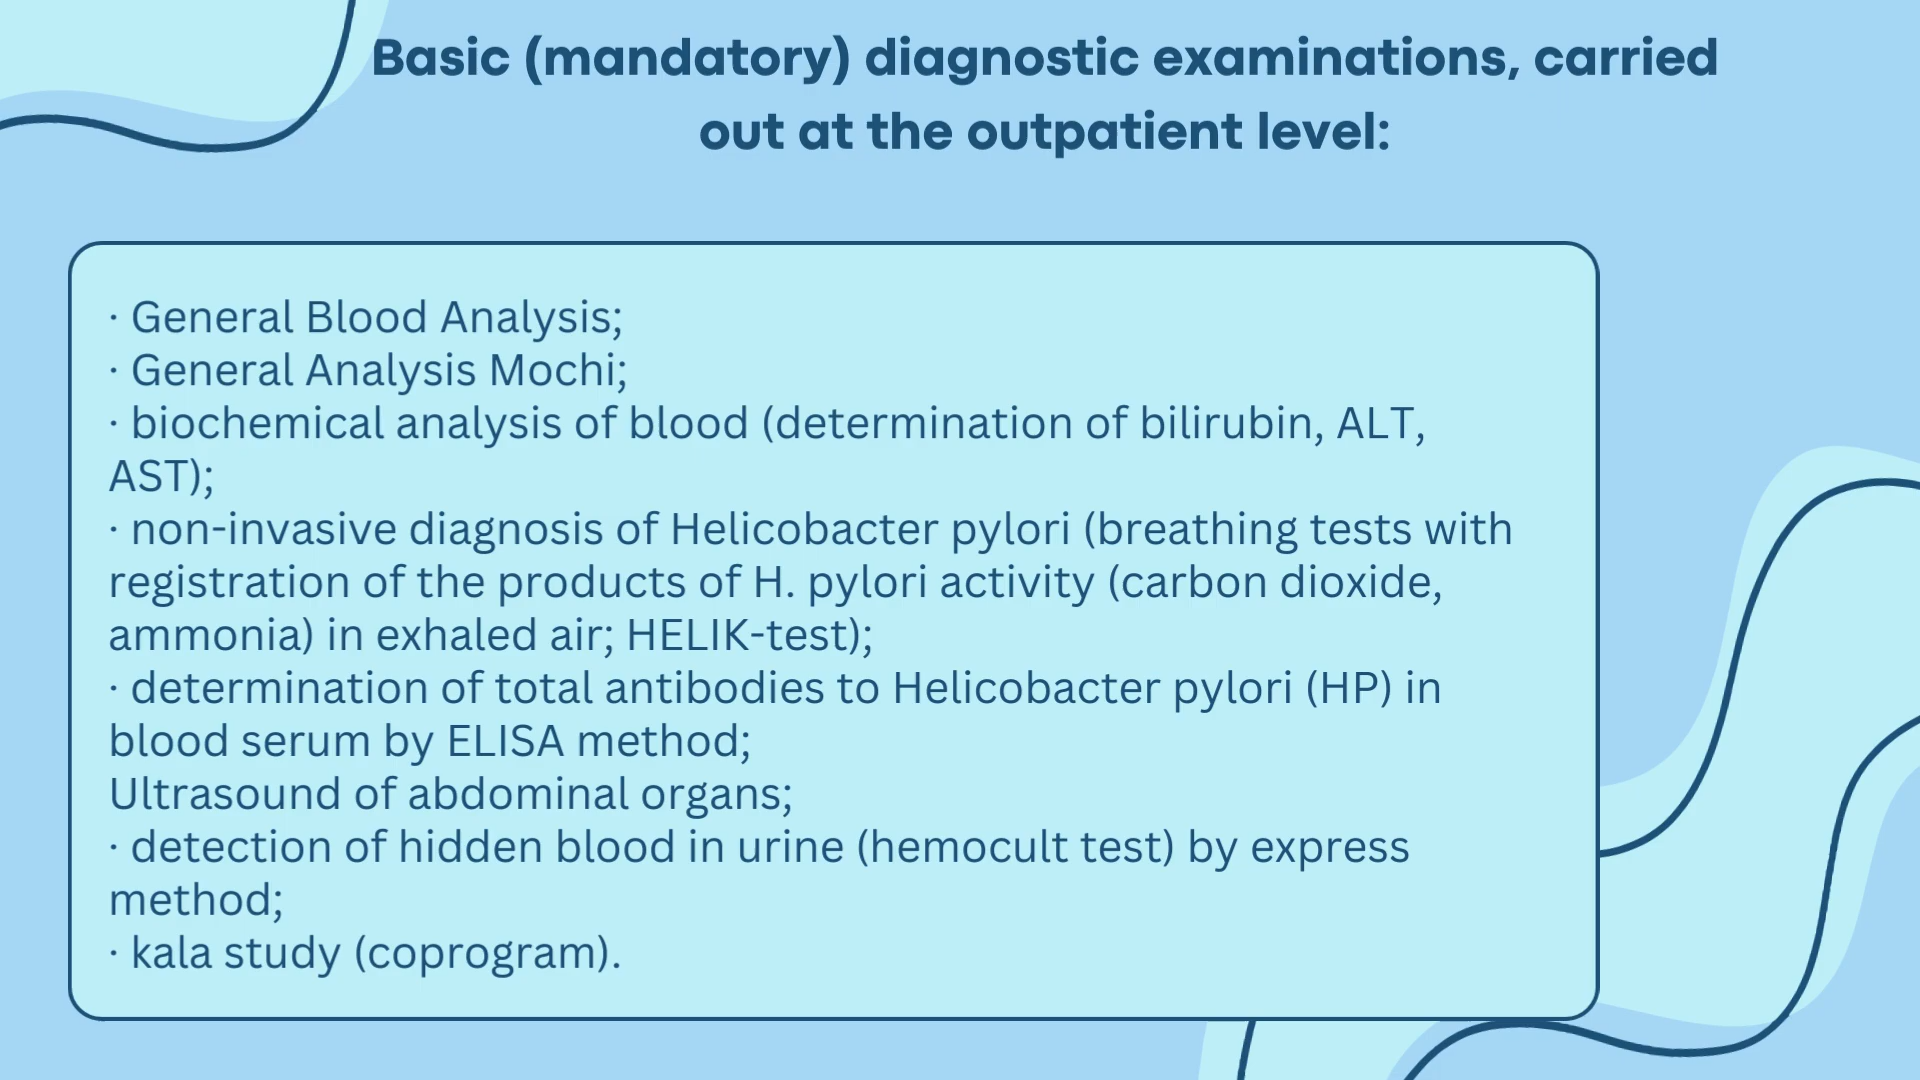 Basic (mandatory) diagnostic examinations, carried
out at the outpatient level:
· General Blood Analysis;
· General Analysis Mochi;
· biochemical analysis of blood (determination of bilirubin, ALT,
AST);
· non-invasive diagnosis of Helicobacter pylori (breathing tests with
registration of the products of H. pylori activity (carbon dioxide,
ammonia) in exhaled air; HELIK-test);
· determination of total antibodies to Helicobacter pylori (HP) in
blood serum by ELISA method;
Ultrasound of abdominal organs;
· detection of hidden blood in urine (hemocult test) by express
method;
· kala study (coprogram).